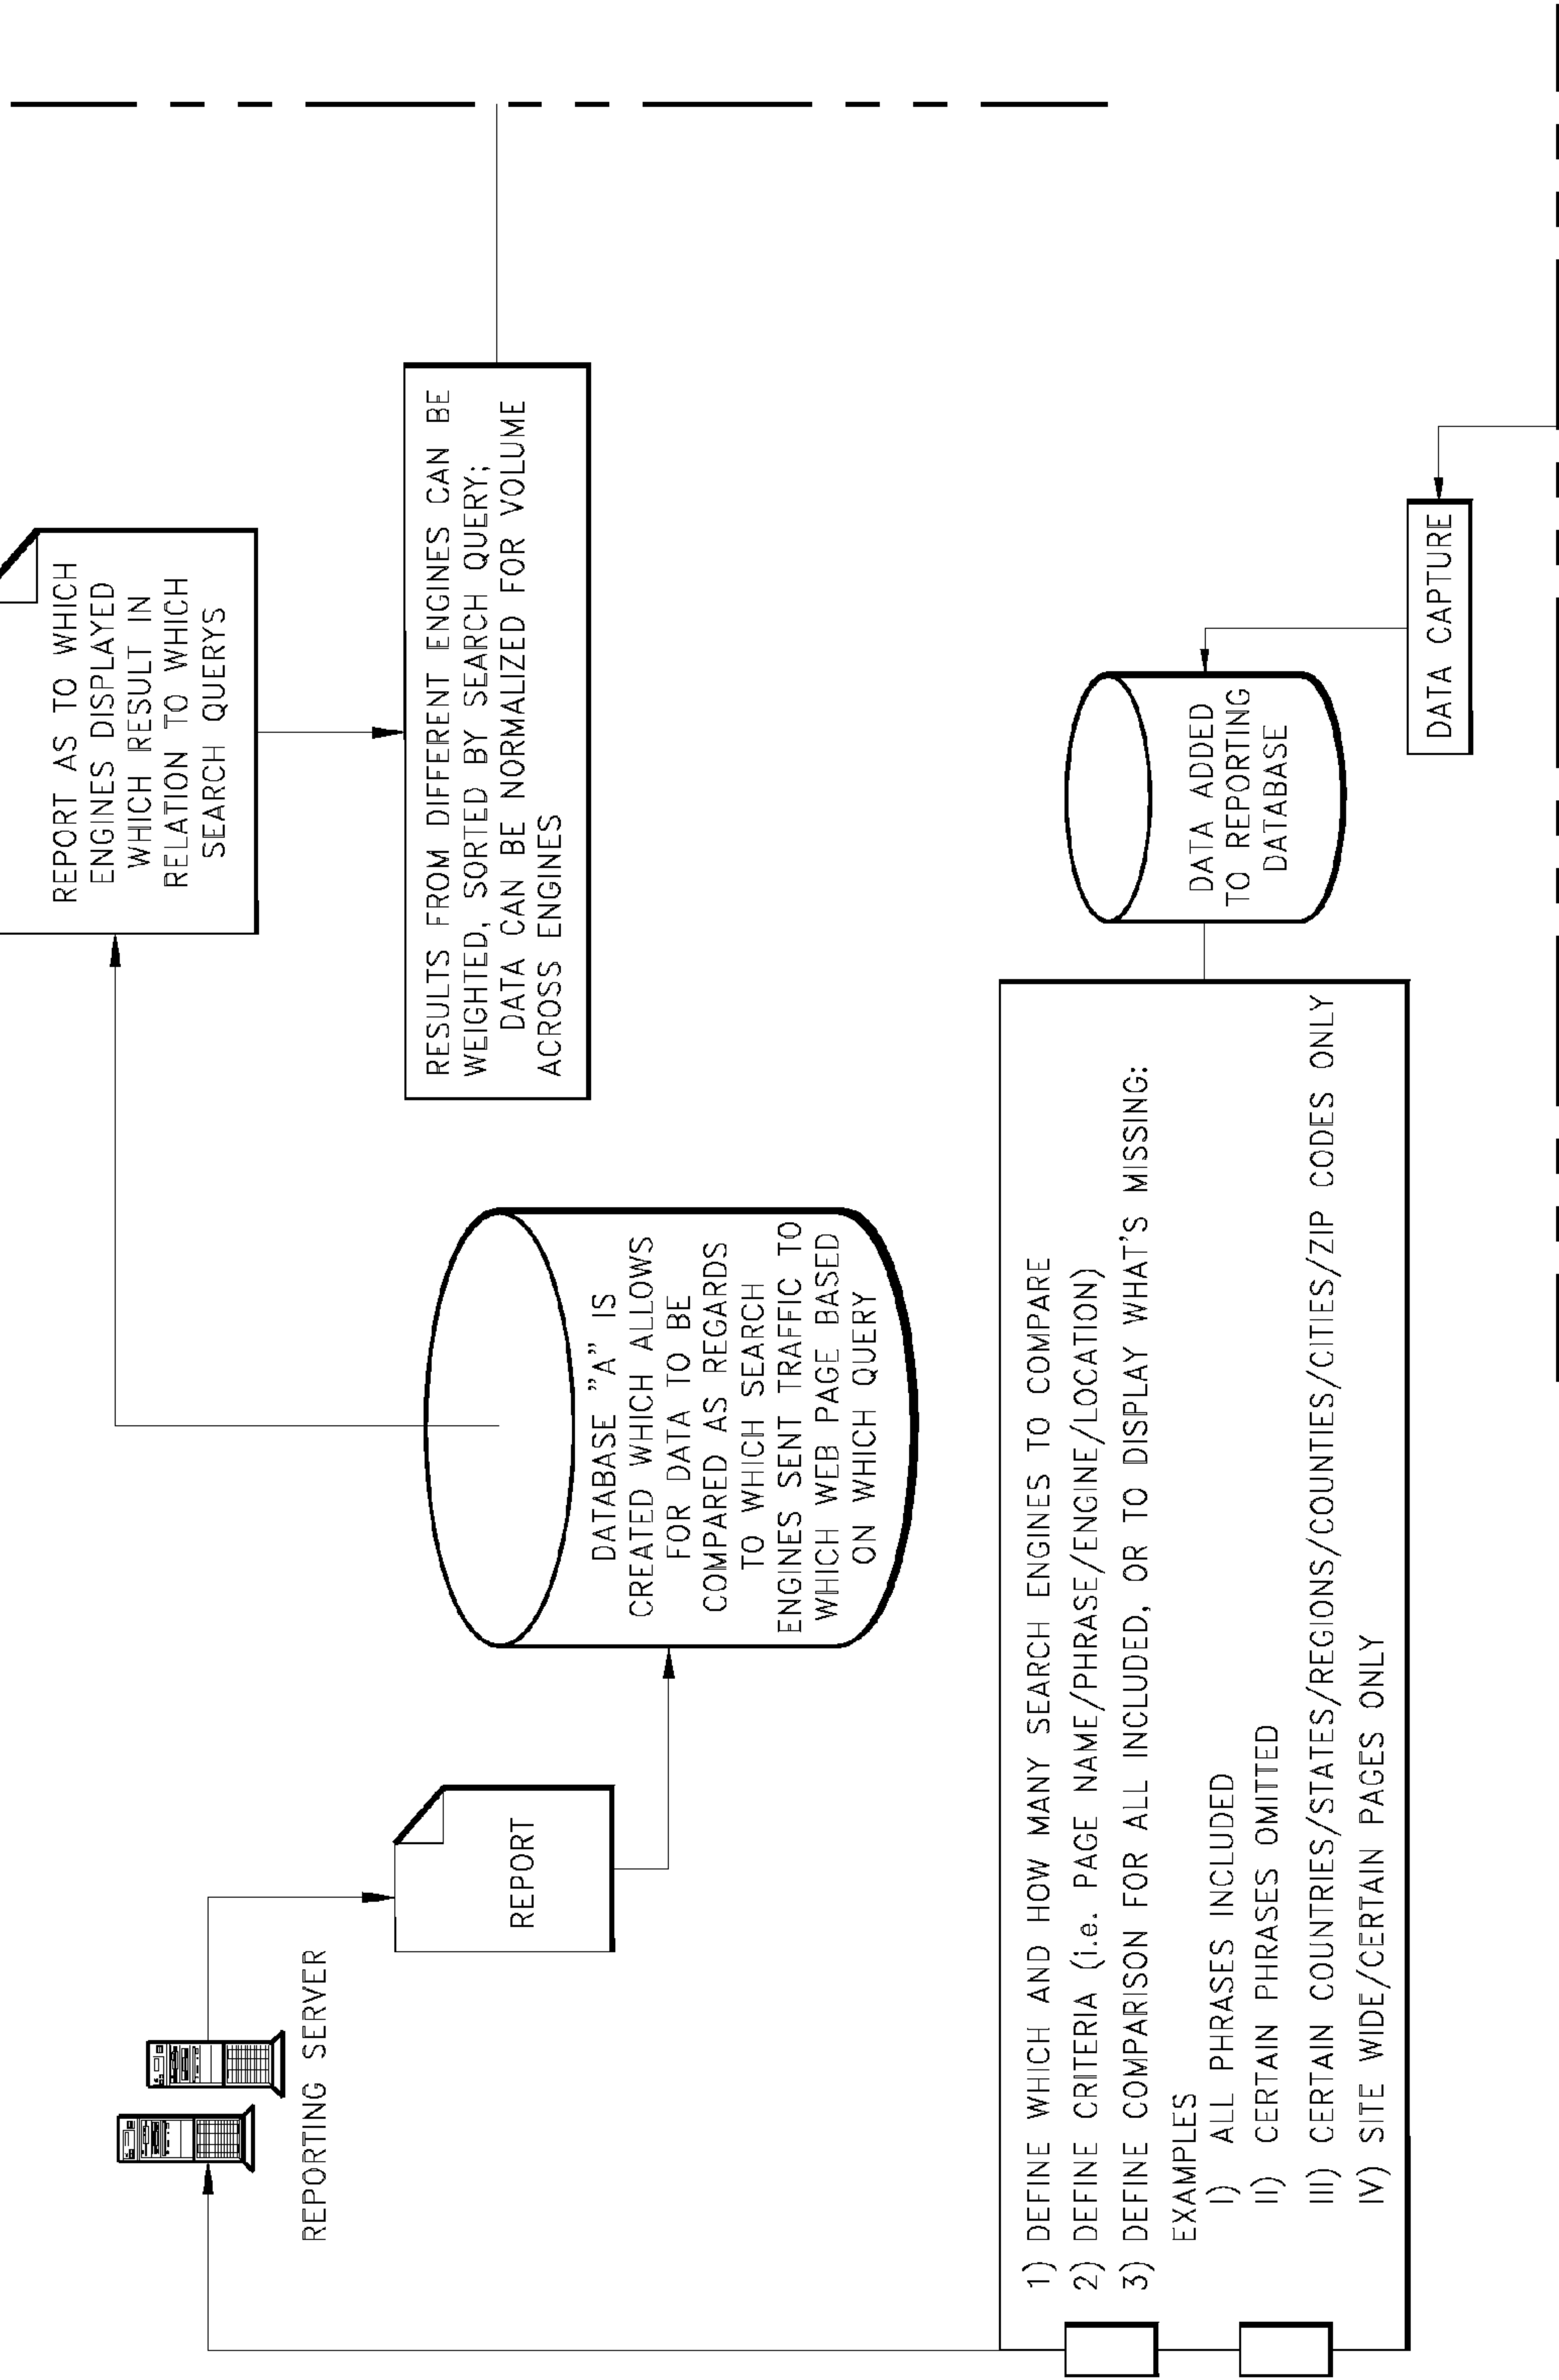 REPORT AS TO WHICH
ENGINES DISPLAYED
WHICH RESULT IN
RELATION TO WHICH
SEARCH QUERYS
REPORTING SERVER
REPORT
DATABASE "A" IS
CREATED WHICH ALLOWS
FOR DATA TO BE
COMPARED AS REGARDS
TO WHICH SEARCH
ENGINES SENT TRAFFIC TO
WHICH WEB PAGE BASED
ON WHICH QUERY
RESULTS FROM DIFFERENT ENGINES CAN BE
WEIGHTED, SORTED BY SEARCH QUERY;
DATA CAN BE NORMALIZED FOR VOLUME
ACROSS ENGINES
1) DEFINE WHICH AND HOW MANY SEARCH ENGINES TO COMPARE
2) DEFINE CRITERIA (i.e. PAGE NAME/PHRASE/ENGINE/LOCATION)
3) DEFINE COMPARISON FOR ALL INCLUDED, OR TO DISPLAY WHAT'S MISSING:
EXAMPLES
I) ALL PHRASES INCLUDED
II) CERTAIN PHRASES OMITTED
III) CERTAIN COUNTRIES/STATES/REGIONS/COUNTIES/CITIES/ZIP CODES ONLY
IV) SITE WIDE/CERTAIN PAGES ONLY
DATA ADDED
TO REPORTING
DATABASE
DATA CAPTURE